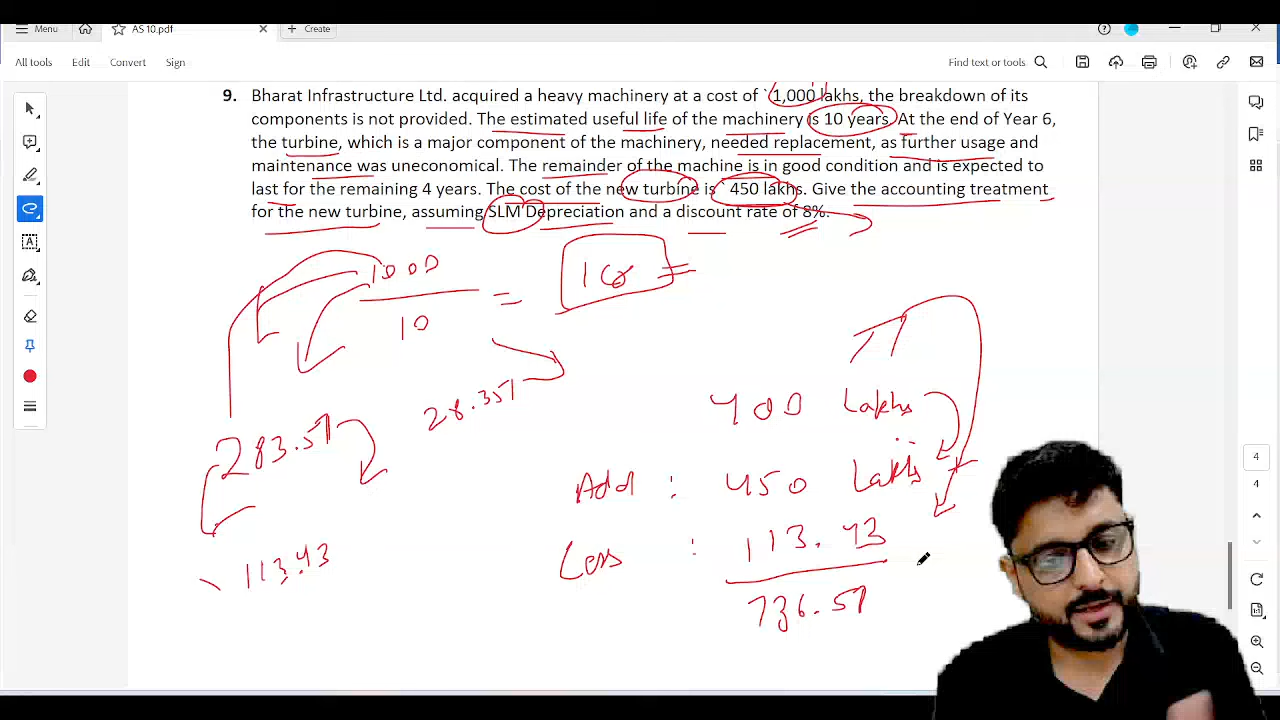 Menu
AS 10.pdf
Create
All tools Edit Convert Sign
Find text or tools
9. Bharat Infrastructure Ltd. acquired a heavy machinery at a cost of ` 1,000 lakhs, the breakdown of its
components is not provided. The estimated useful life of the machinery is 10 years. At the end of Year 6,
the turbine, which is a major component of the machinery, needed replacement, as further usage and
maintenance was uneconomical. The remainder of the machine is in good condition and is expected to
last for the remaining 4 years. The cost of the new turbine is ` 450 lakhs. Give the accounting treatment
for the new turbine, assuming SLM Depreciation and a discount rate of 8%.
1000
10
=
=
28.357
283.57
113.43
400 Lakhs
Add : 450 Lakhs
Less : 113.43
736.57
4
4